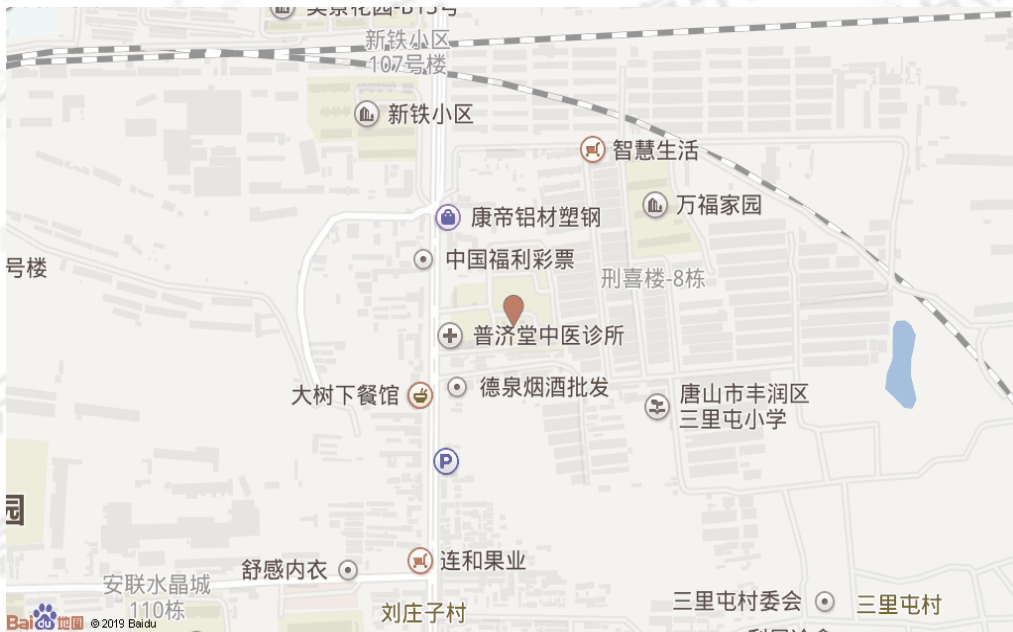 新铁小区
107号楼
新铁小区
智慧生活
万福家园
康帝铝材塑钢
中国福利彩票
号楼
刑喜楼-8栋
普济堂中医诊所
大树下餐馆
德泉烟酒批发
唐山市丰润区
三里屯小学
P
园
连和果业
舒感内衣
安联水晶城
110栋
刘庄子村
三里屯村委会
三里屯村
Bai du 地图 © 2019 Baidu